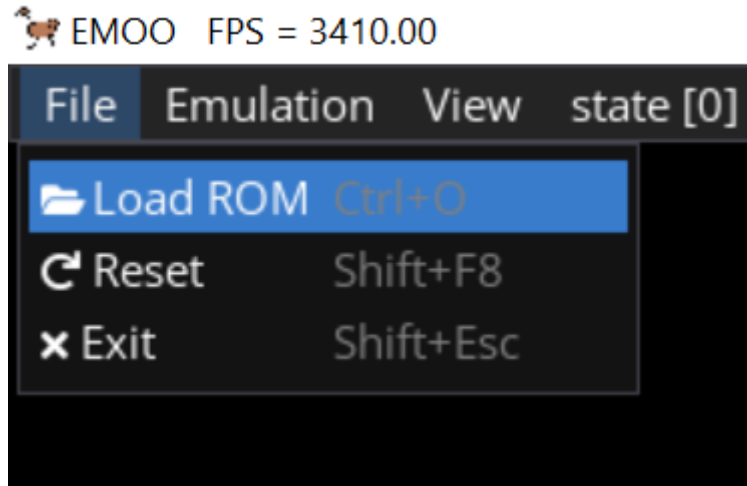 EMOO FPS = 3410.00
File Emulation View state [0]
Load ROM Ctrl+O
Reset Shift+F8
Exit Shift+Esc